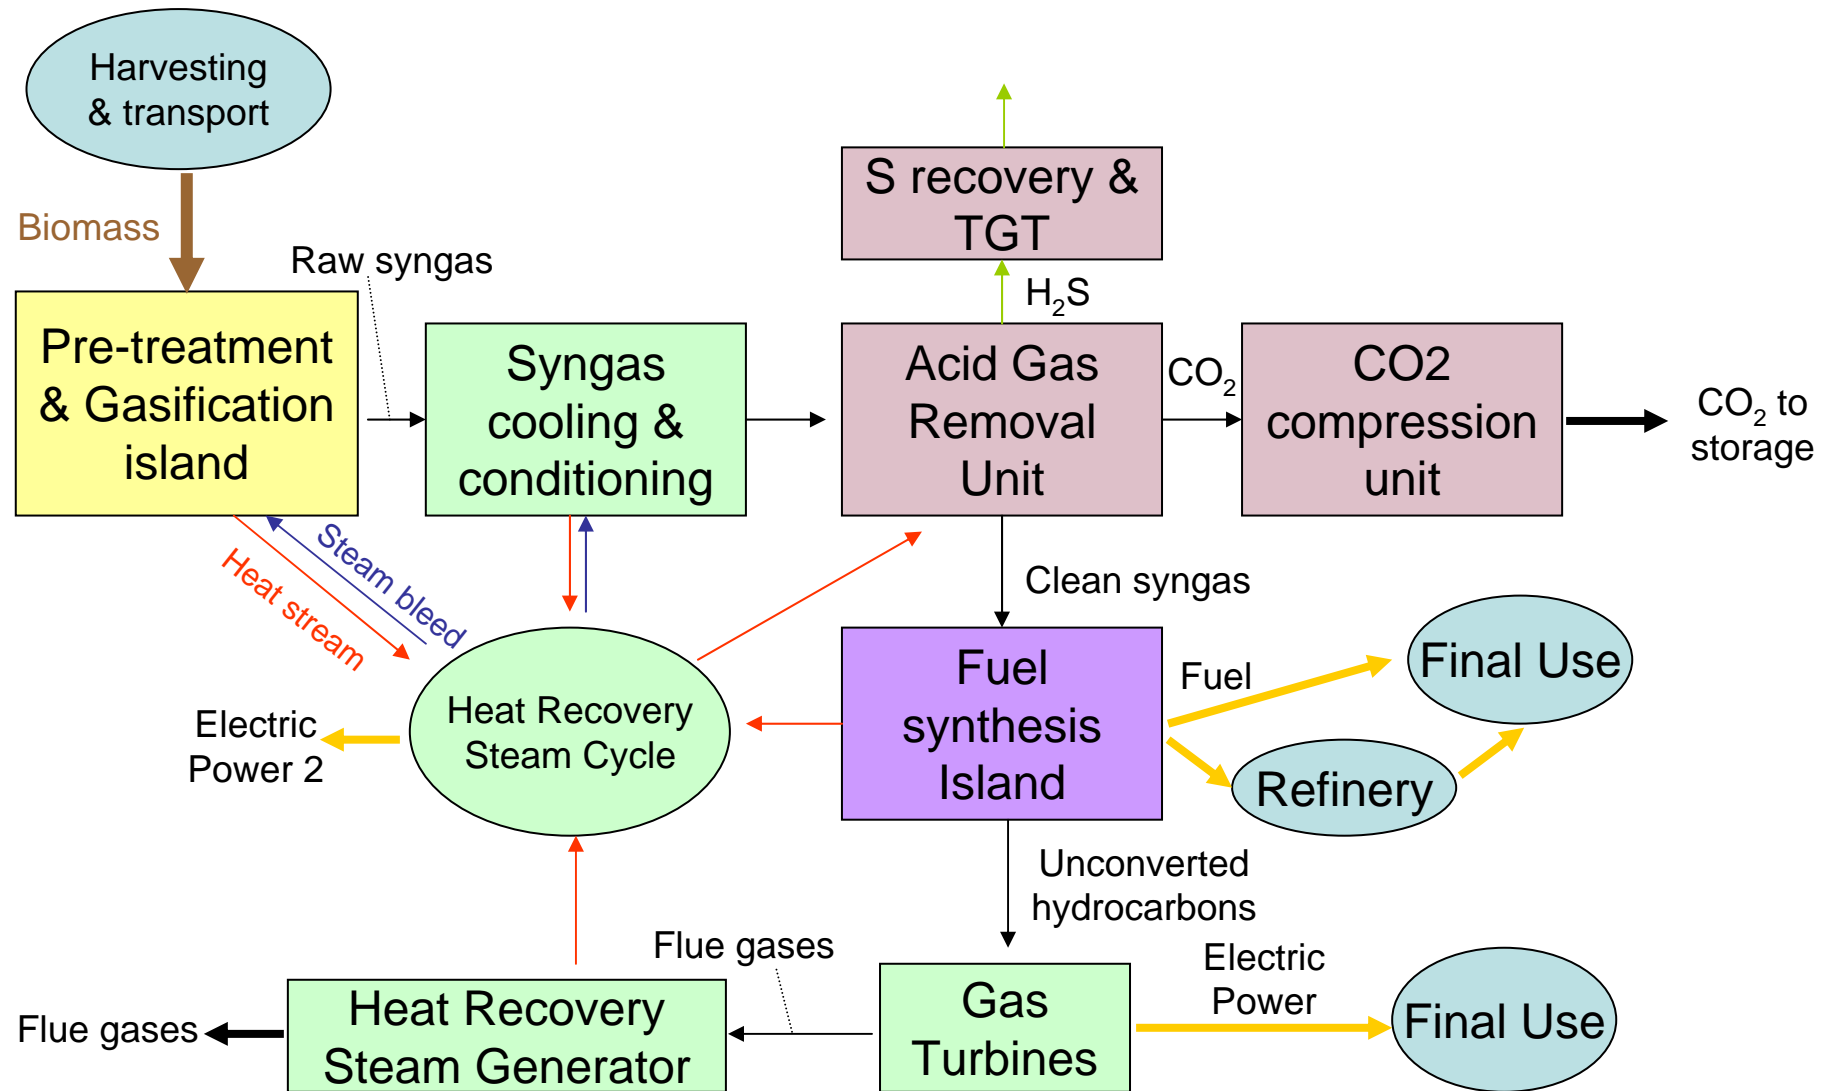 Harvesting
& transport
Biomass
Raw syngas
S recovery &
TGT
H₂S
Pre-treatment
& Gasification
island
Syngas
cooling &
conditioning
Acid Gas
Removal
Unit
CO₂
CO2
compression
unit
CO₂ to
storage
Steam bleed
Heat stream
Clean syngas
Heat Recovery
Steam Cycle
Electric
Power 2
Fuel
synthesis
Island
Fuel
Final Use
Refinery
Unconverted
hydrocarbons
Flue gases
Flue gases
Heat Recovery
Steam Generator
Gas
Turbines
Electric
Power
Final Use